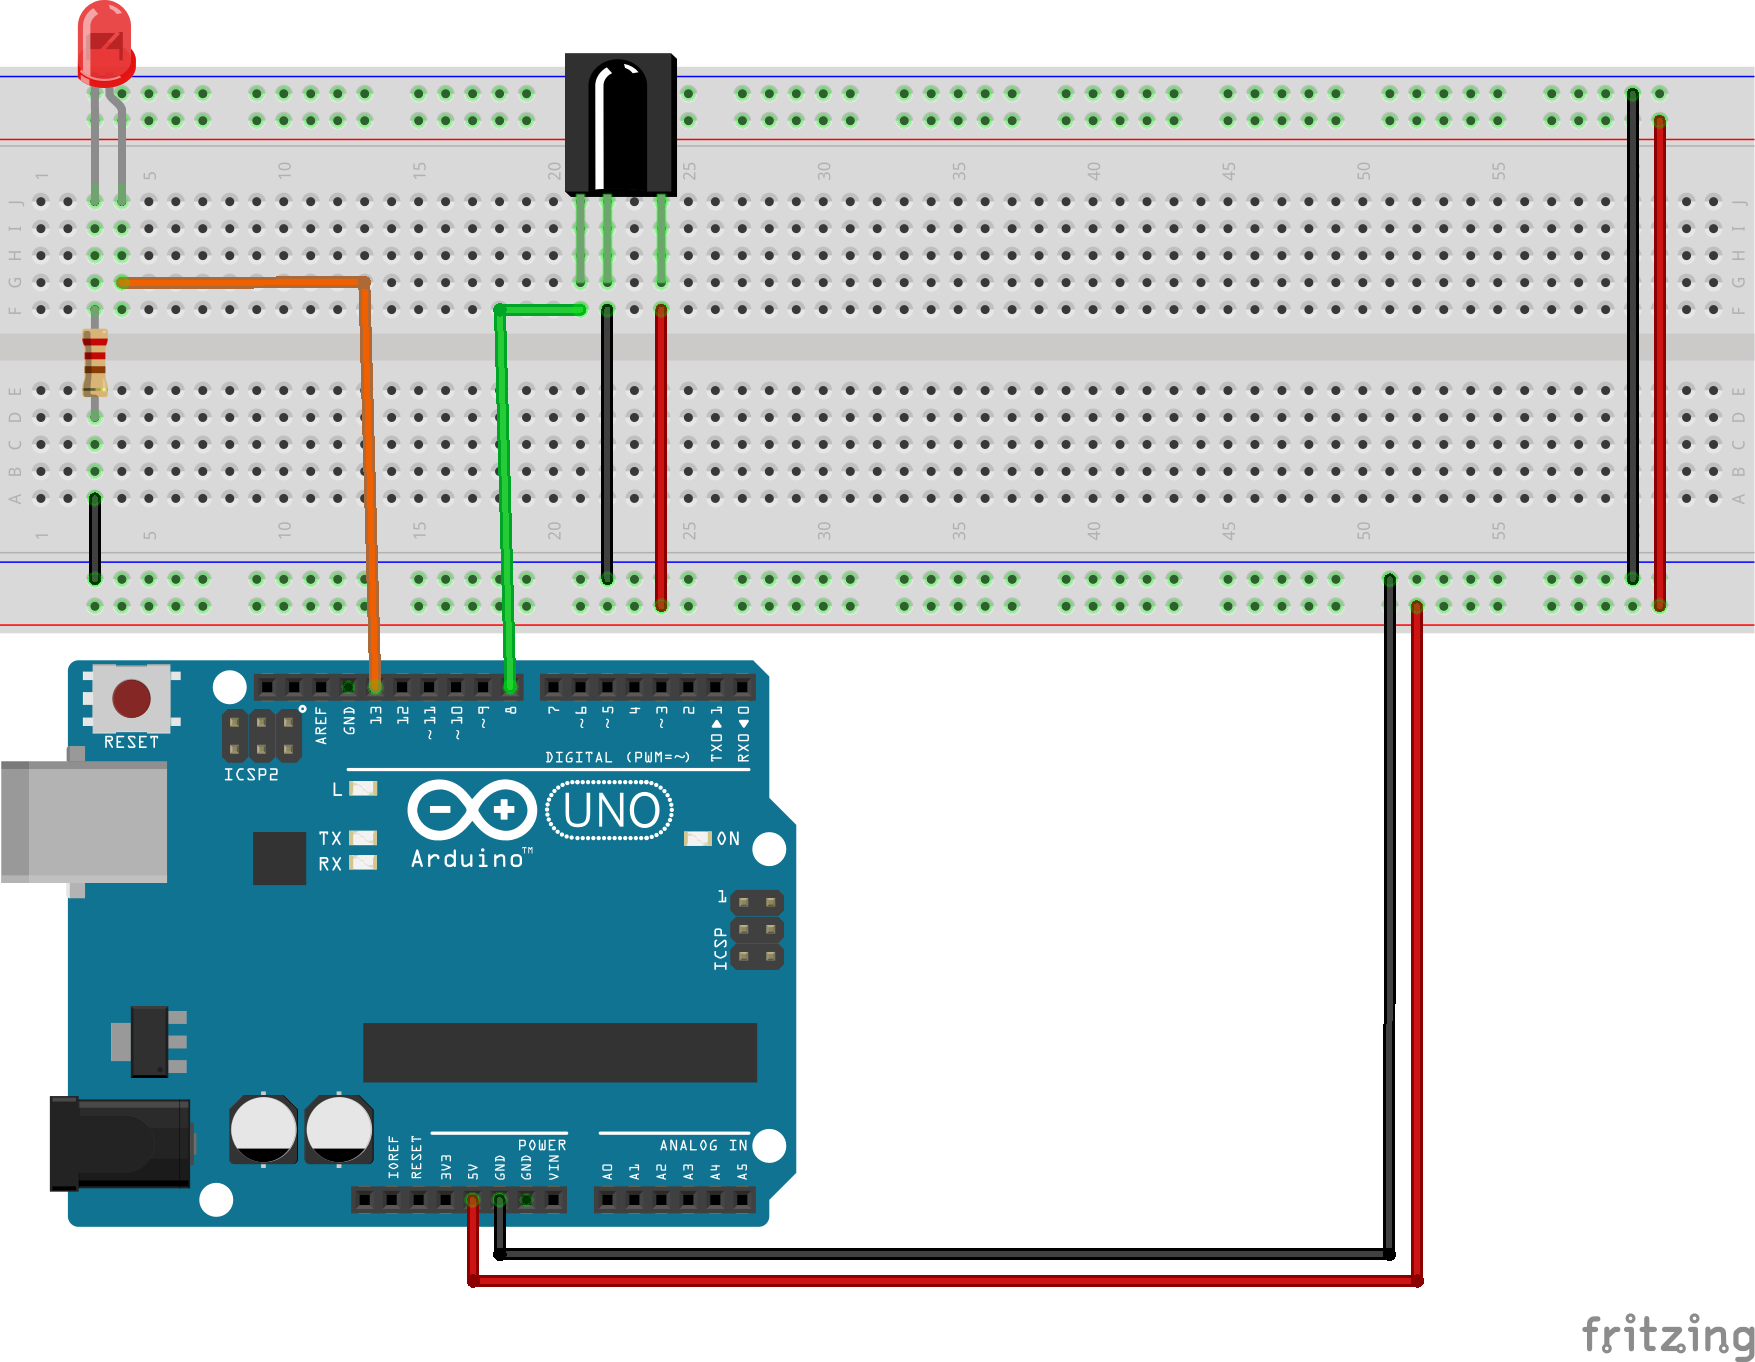 1 5 10 15 20 25 30 35 40 45 50 55
J J
I I
H H
G G
F F
E E
D D
C C
B B
A A
1 5 10 15 20 25 30 35 40 45 50 55
RESET
ICSP2
AREF
GND
13
12
~11
~10
~9
8
7
~6
~5
4
~3
2
TX0▶1
RX0◀0
DIGITAL (PWM=~)
L
TX
RX
UNO
ON
Arduino™
1
ICSP
IOREF
RESET
3V3
5V
GND
GND
VIN
POWER
ANALOG IN
A0
A1
A2
A3
A4
A5
fritzing